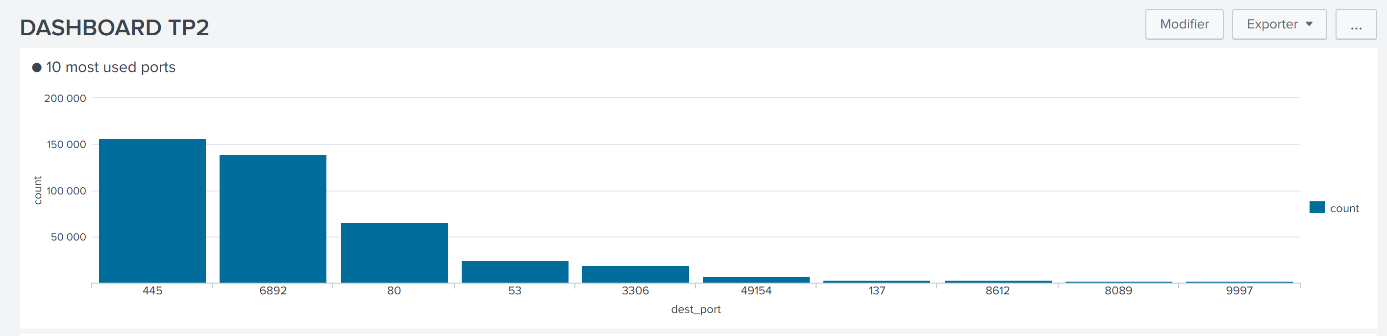 DASHBOARD TP2
Modifier
Exporter
...
10 most used ports
200 000
150 000
100 000
50 000
count
445 6892 80 53 3306 49154 137 8612 8089 9997
dest_port
count